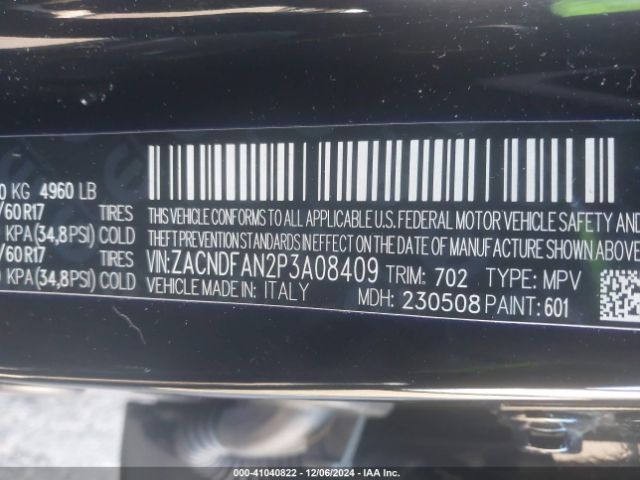 0 KG 4960 LB
/60R17 TIRES THIS VEHICLE CONFORMS TO ALL APPLICABLE U.S. FEDERAL MOTOR VEHICLE SAFETY AND
KPA(34,8PSI) COLD THEFT PREVENTION STANDARDS IN EFFECT ON THE DATE OF MANUFACTURE SHOWN ABOVE
/60R17 TIRES VIN:ZACNDFAN2P3A08409 TRIM: 702 TYPE: MPV
KPA(34,8PSI) COLD VEHICLE MADE IN: ITALY MDH: 230508 PAINT: 601
000-41040822 - 12/06/2024 - IAA Inc.